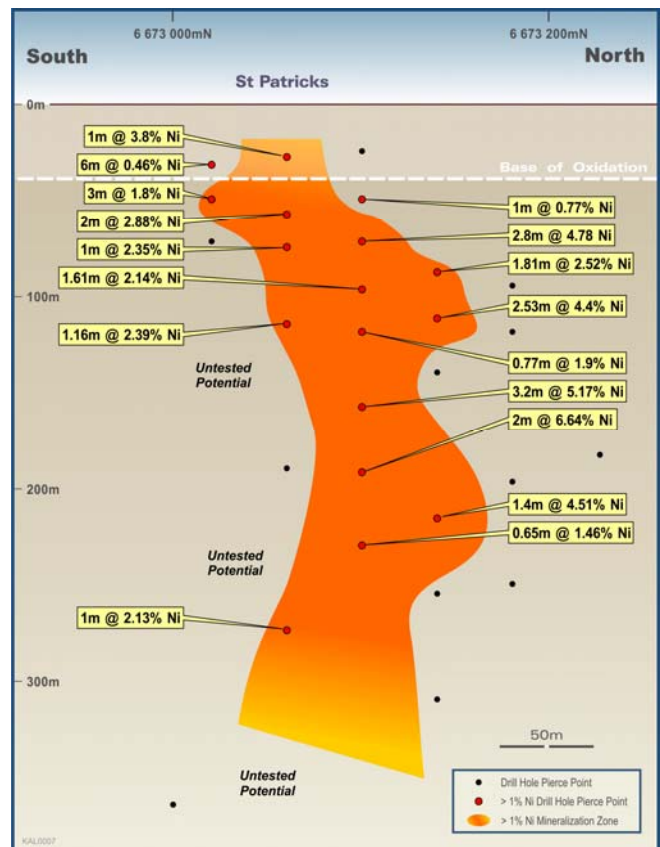 6 673 000mN
6 673 200mN
South
North
St Patricks
0m
1m @ 3.8% Ni
6m @ 0.46% Ni
Base of Oxidation
3m @ 1.8% Ni
1m @ 0.77% Ni
2m @ 2.88% Ni
2.8m @ 4.78
1m @ 2.35% Ni
1.81m @ 2.52% Ni
1.61m @ 2.14% Ni
100m
2.53m @ 4.4% Ni
1.16m @ 2.39% Ni
0.77m @ 1.9% Ni
Untested
Potential
3.2m @ 5.17% Ni
2m @ 6.64% Ni
200m
1.4m @ 4.51% Ni
0.65m @ 1.46% Ni
Untested
Potential
1m @ 2.13% Ni
300m
50m
Untested
Potential
Drill Hole Pierce Point
> 1% Ni Drill Hole Pierce Point
> 1% Ni Mineralization Zone
KAL0007